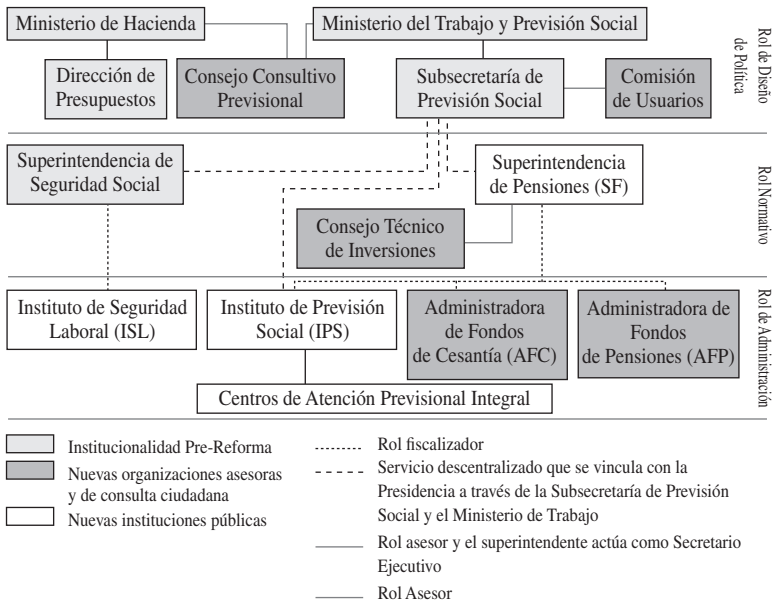 Ministerio de Hacienda
Ministerio del Trabajo y Previsión Social
Dirección de
Presupuestos
Consejo Consultivo
Previsional
Subsecretaría de
Previsión Social
Comisión
de Usuarios
Rol de Diseño
de Política
Superintendencia de
Seguridad Social
Superintendencia
de Pensiones (SF)
Consejo Técnico
de Inversiones
Rol Normativo
Instituto de Seguridad
Laboral (ISL)
Instituto de Previsión
Social (IPS)
Administradora
de Fondos
de Cesantía (AFC)
Administradora de
Fondos
de Pensiones (AFP)
Centros de Atención Previsional Integral
Rol de Administración
Institucionalidad Pre-Reforma
Nuevas organizaciones asesoras
y de consulta ciudadana
Nuevas instituciones públicas
Rol fiscalizador
Servicio descentralizado que se vincula con la
Presidencia a través de la Subsecretaría de Previsión
Social y el Ministerio de Trabajo
Rol asesor y el superintendente actúa como Secretario
Ejecutivo
Rol Asesor